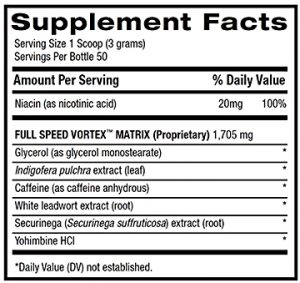 Supplement Facts
Serving Size 1 Scoop (3 grams)
Servings Per Bottle 50
Amount Per Serving % Daily Value
Niacin (as nicotinic acid) 20mg 100%
FULL SPEED VORTEX™ MATRIX (Proprietary) 1,705 mg
Glycerol (as glycerol monostearate) *
Indigofera pulchra extract (leaf) *
Caffeine (as caffeine anhydrous) *
White leadwort extract (root) *
Securinega (Securinega suffruticosa) extract (root) *
Yohimbine HCl *
*Daily Value (DV) not established.